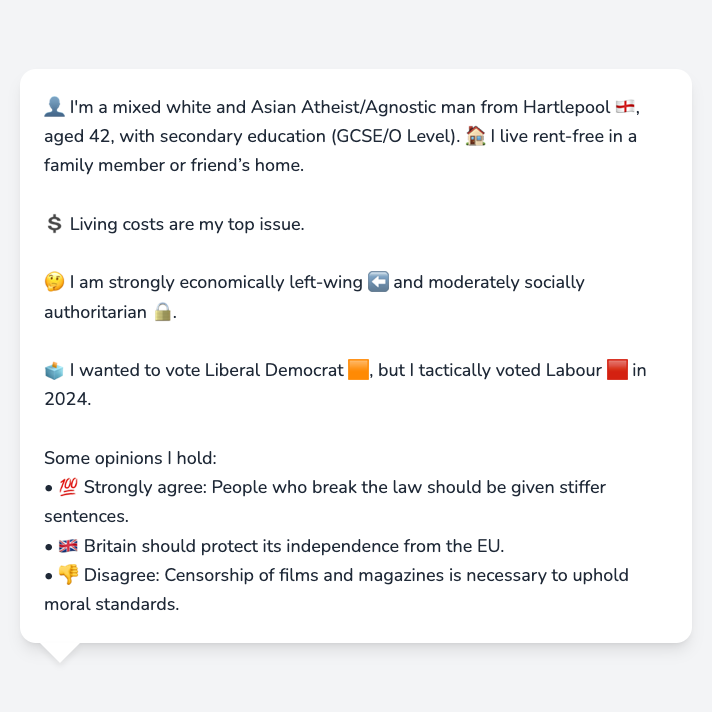 👤 I'm a mixed white and Asian Atheist/Agnostic man from Hartlepool 🏴󠁧󠁢󠁥󠁮󠁧󠁿,
aged 42, with secondary education (GCSE/O Level). 🏠 I live rent-free in a
family member or friend’s home.
💲 Living costs are my top issue.
🤔 I am strongly economically left-wing ⬅️ and moderately socially
authoritarian 🔒.
🗳️ I wanted to vote Liberal Democrat 🟧, but I tactically voted Labour 🟥 in
2024.
Some opinions I hold:
• 💯 Strongly agree: People who break the law should be given stiffer
sentences.
• 🇬🇧 Britain should protect its independence from the EU.
• 👎 Disagree: Censorship of films and magazines is necessary to uphold
moral standards.